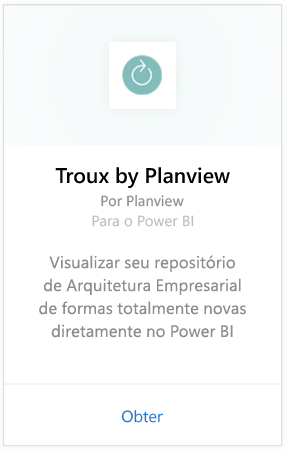 Troux by Planview
Por Planview
Para o Power BI
Visualizar seu repositório
de Arquitetura Empresarial
de formas totalmente novas
diretamente no Power BI
Obter